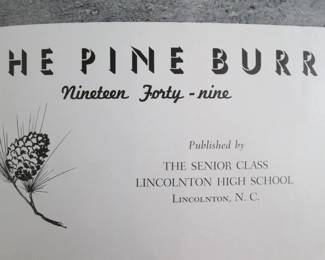 HE PINE BURR
Nineteen Forty-nine
Published by
THE SENIOR CLASS
LINCOLNTON HIGH SCHOOL
LINCOLNTON, N. C.